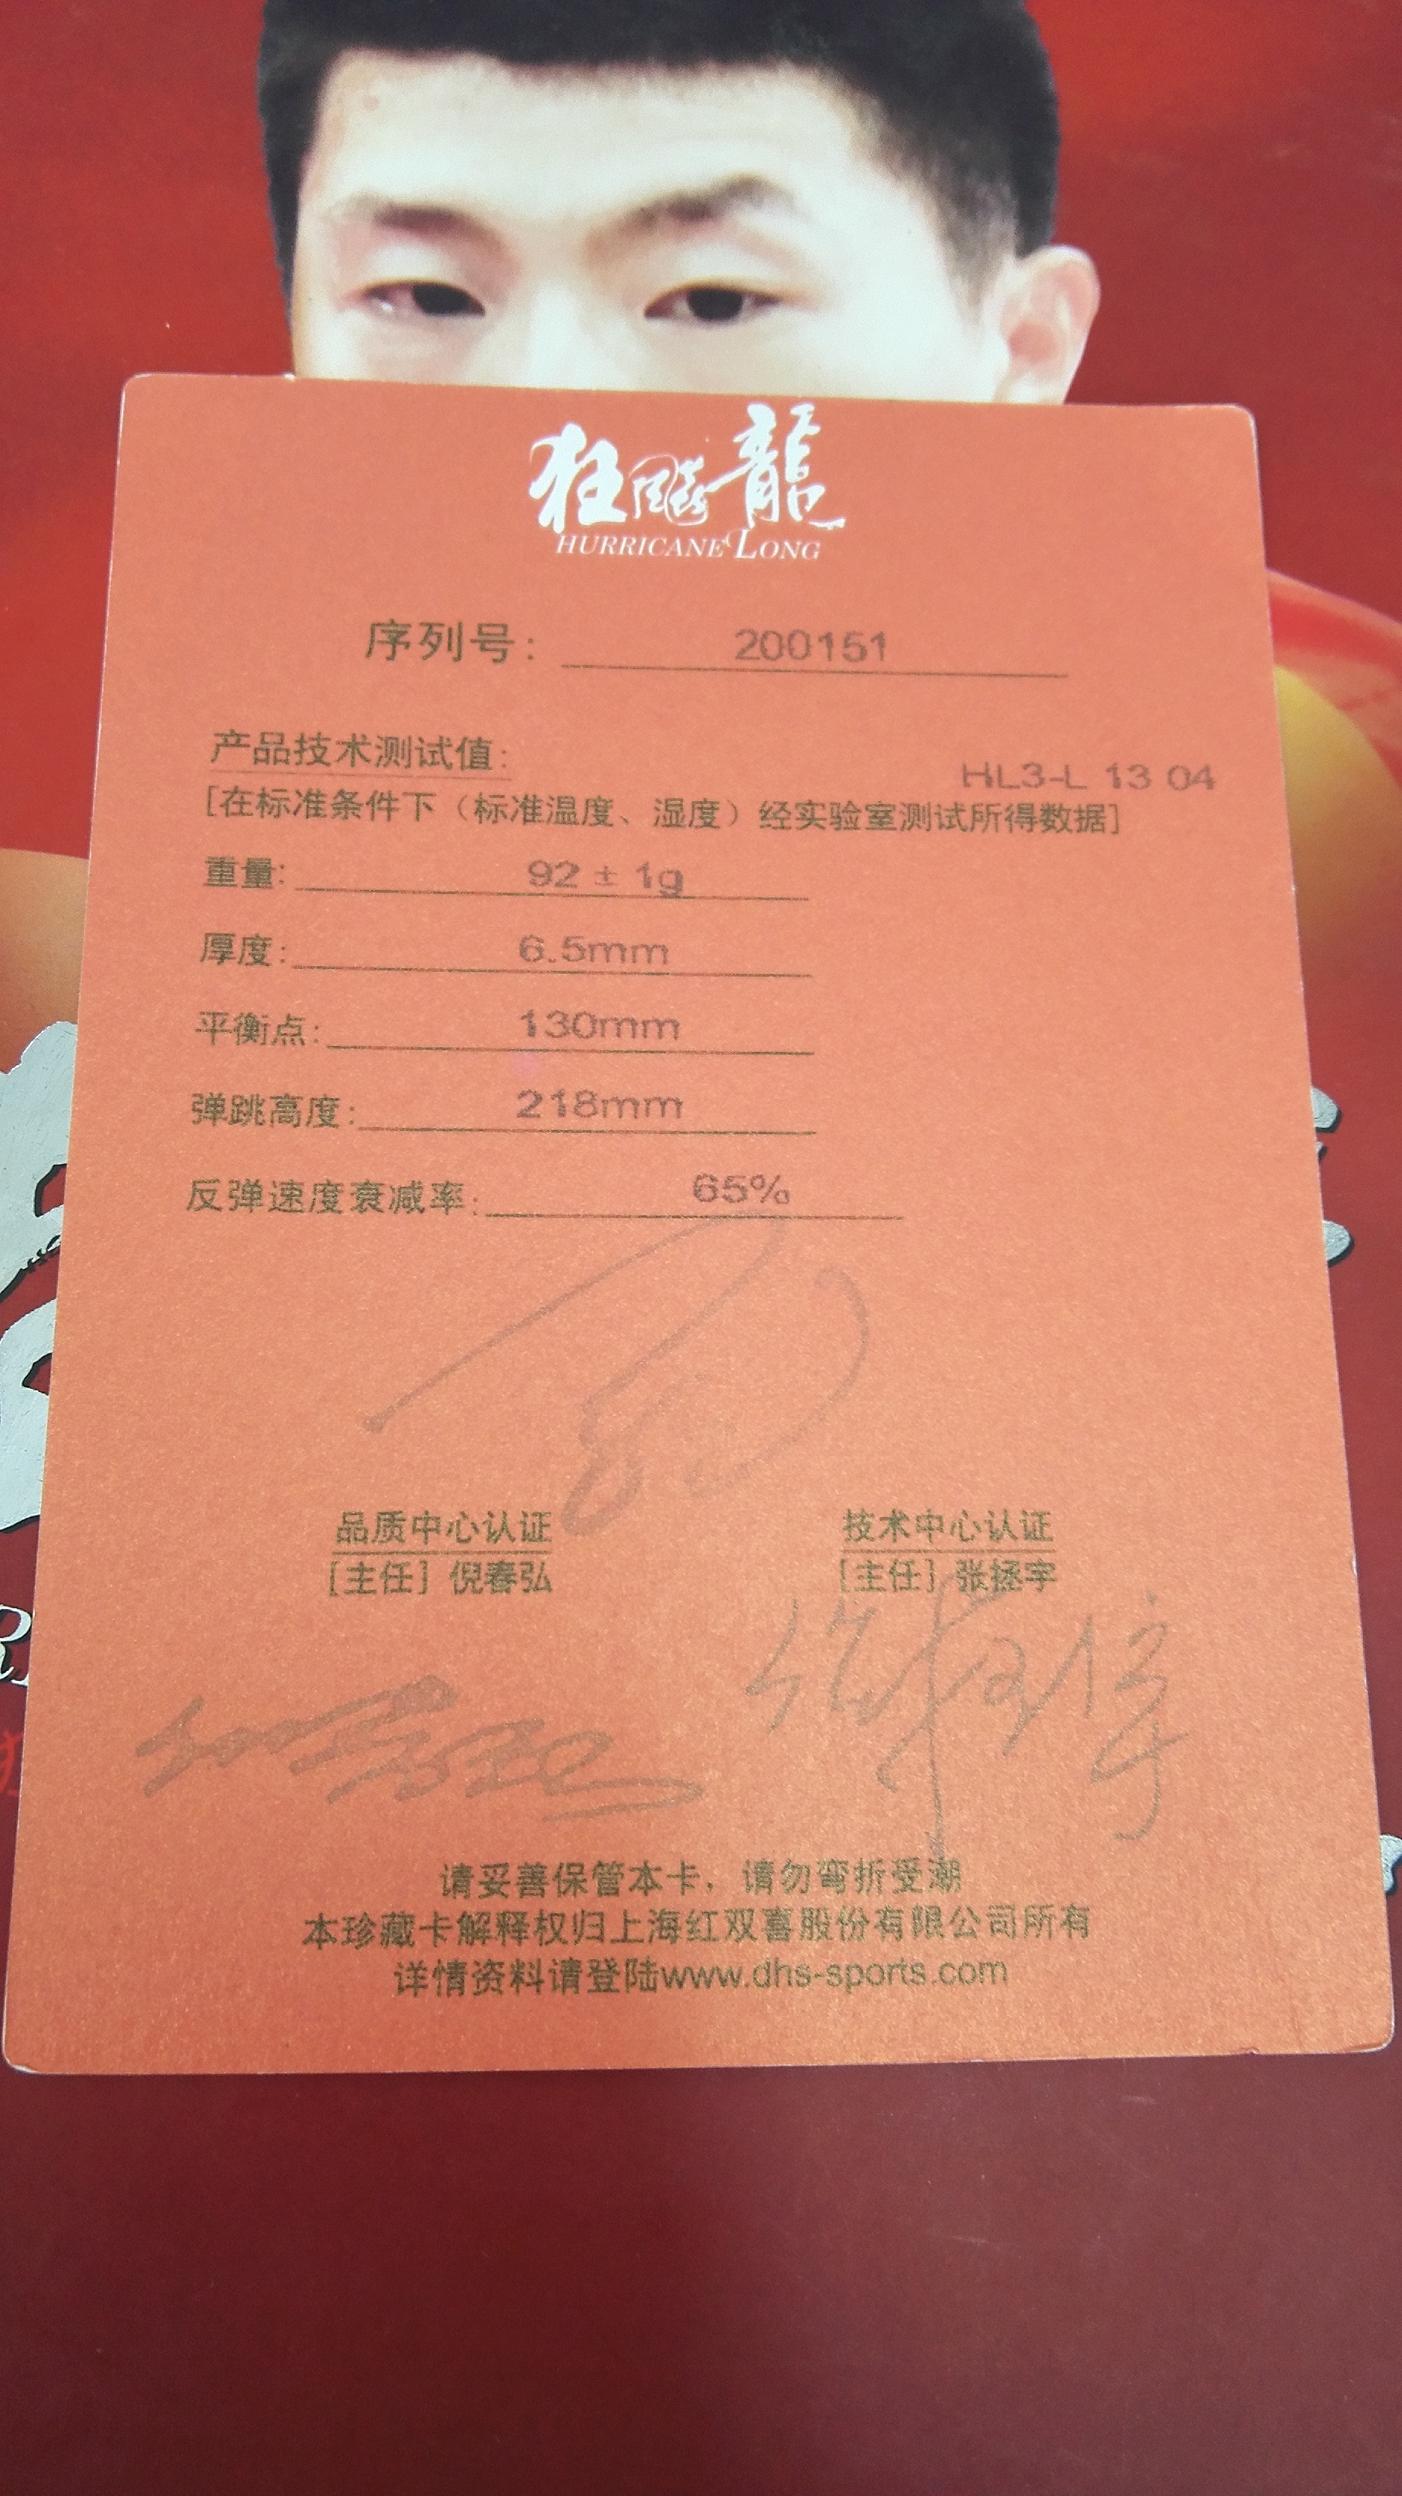 狂飚龍
HURRICANE LONG
序列号： 200151
产品技术测试值：
HL3-L 13 04
[在标准条件下（标准温度、湿度）经实验室测试所得数据]
重量： 92 ± 1g
厚度： 6.5mm
平衡点： 130mm
弹跳高度： 218mm
反弹速度衰减率： 65%
品质中心认证 技术中心认证
[主任] 倪春弘 [主任] 张拯宇
请妥善保管本卡，请勿弯折受潮
本珍藏卡解释权归上海红双喜股份有限公司所有
详情资料请登陆www.dhs-sports.com